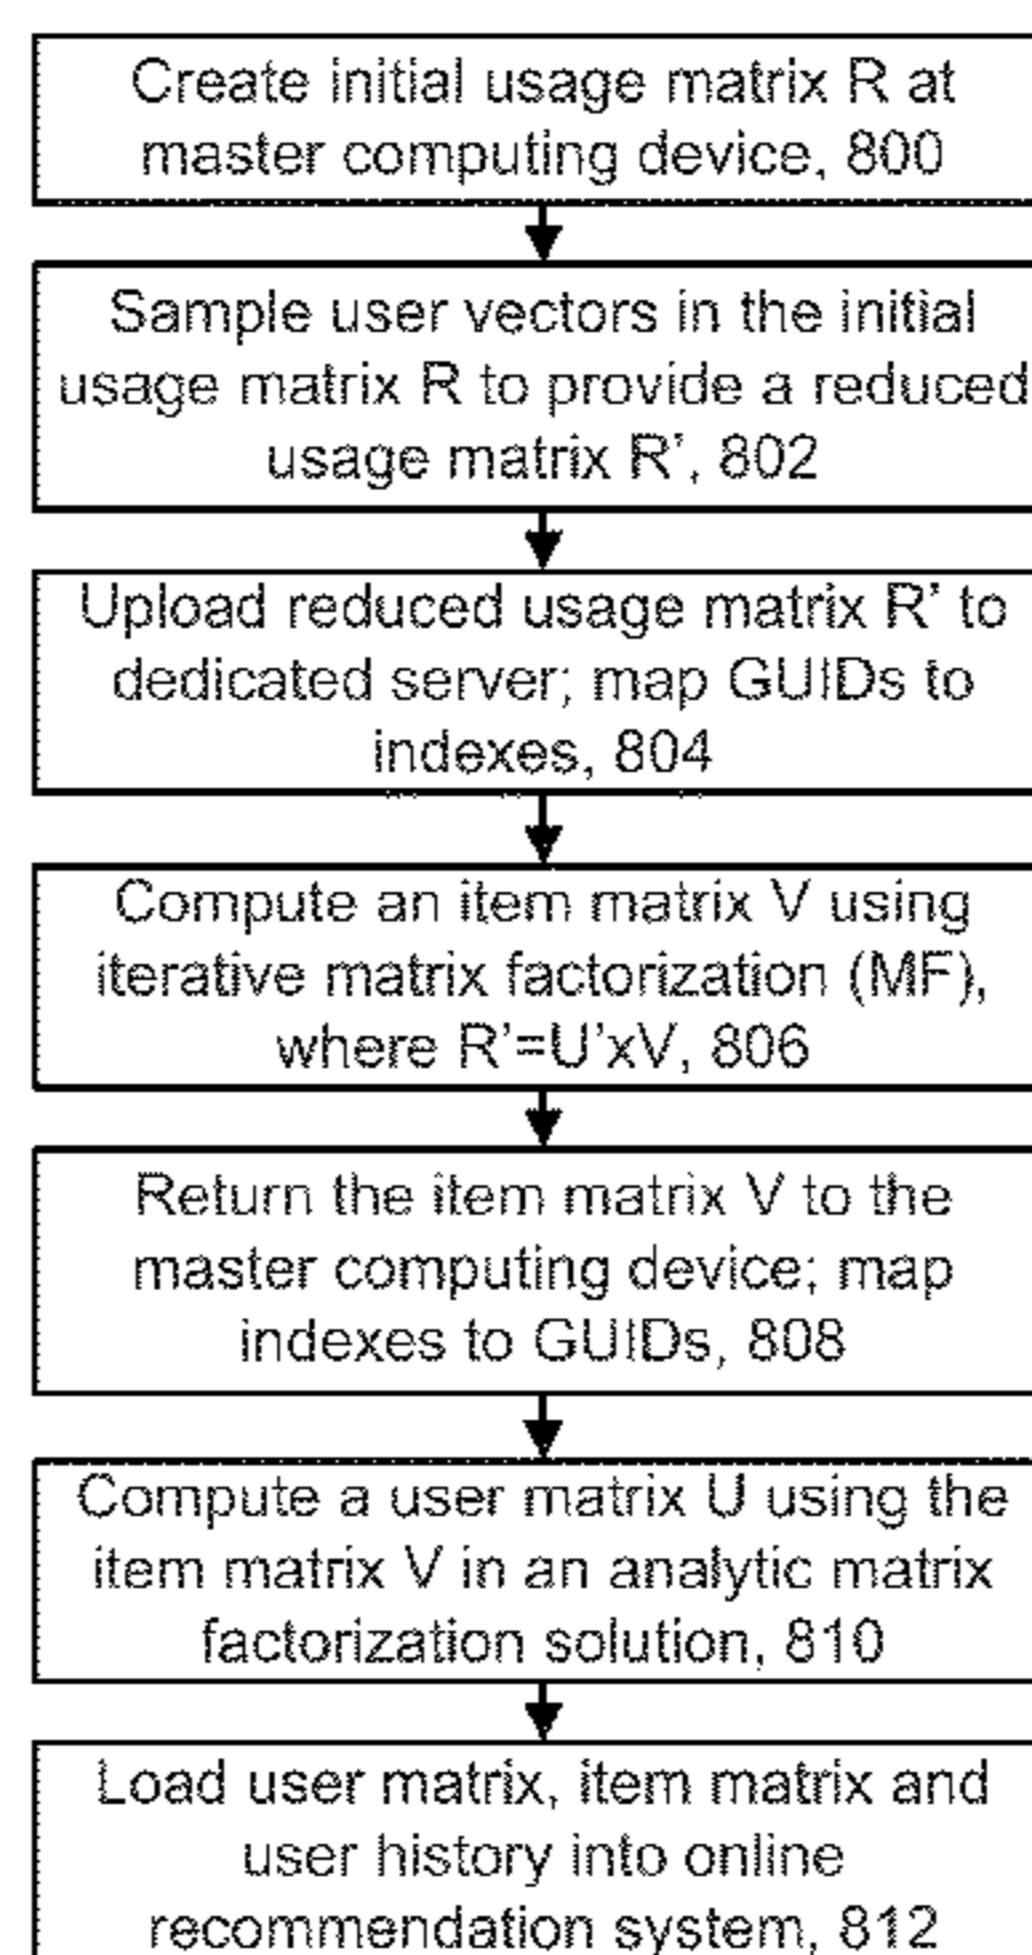 Create initial usage matrix R at
master computing device, 800
Sample user vectors in the initial
usage matrix R to provide a reduced
usage matrix R', 802
Upload reduced usage matrix R' to
dedicated server; map GUIDs to
indexes, 804
Compute an item matrix V using
iterative matrix factorization (MF),
where R'=U'xV, 806
Return the item matrix V to the
master computing device; map
indexes to GUIDs, 808
Compute a user matrix U using the
item matrix V in an analytic matrix
factorization solution, 810
Load user matrix, item matrix and
user history into online
recommendation system, 812